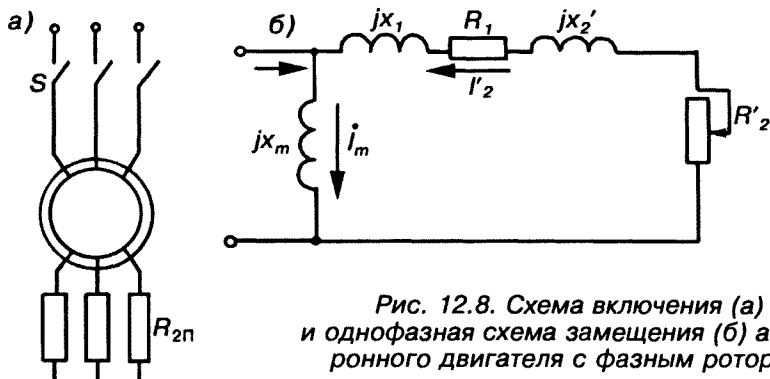 а)
S
R2п
б)
jx1
R1
jx2'
I'2
R'2
jxm
İm
Рис. 12.8. Схема включения (а)
и однофазная схема замещения (б) а
ронного двигателя с фазным ротор